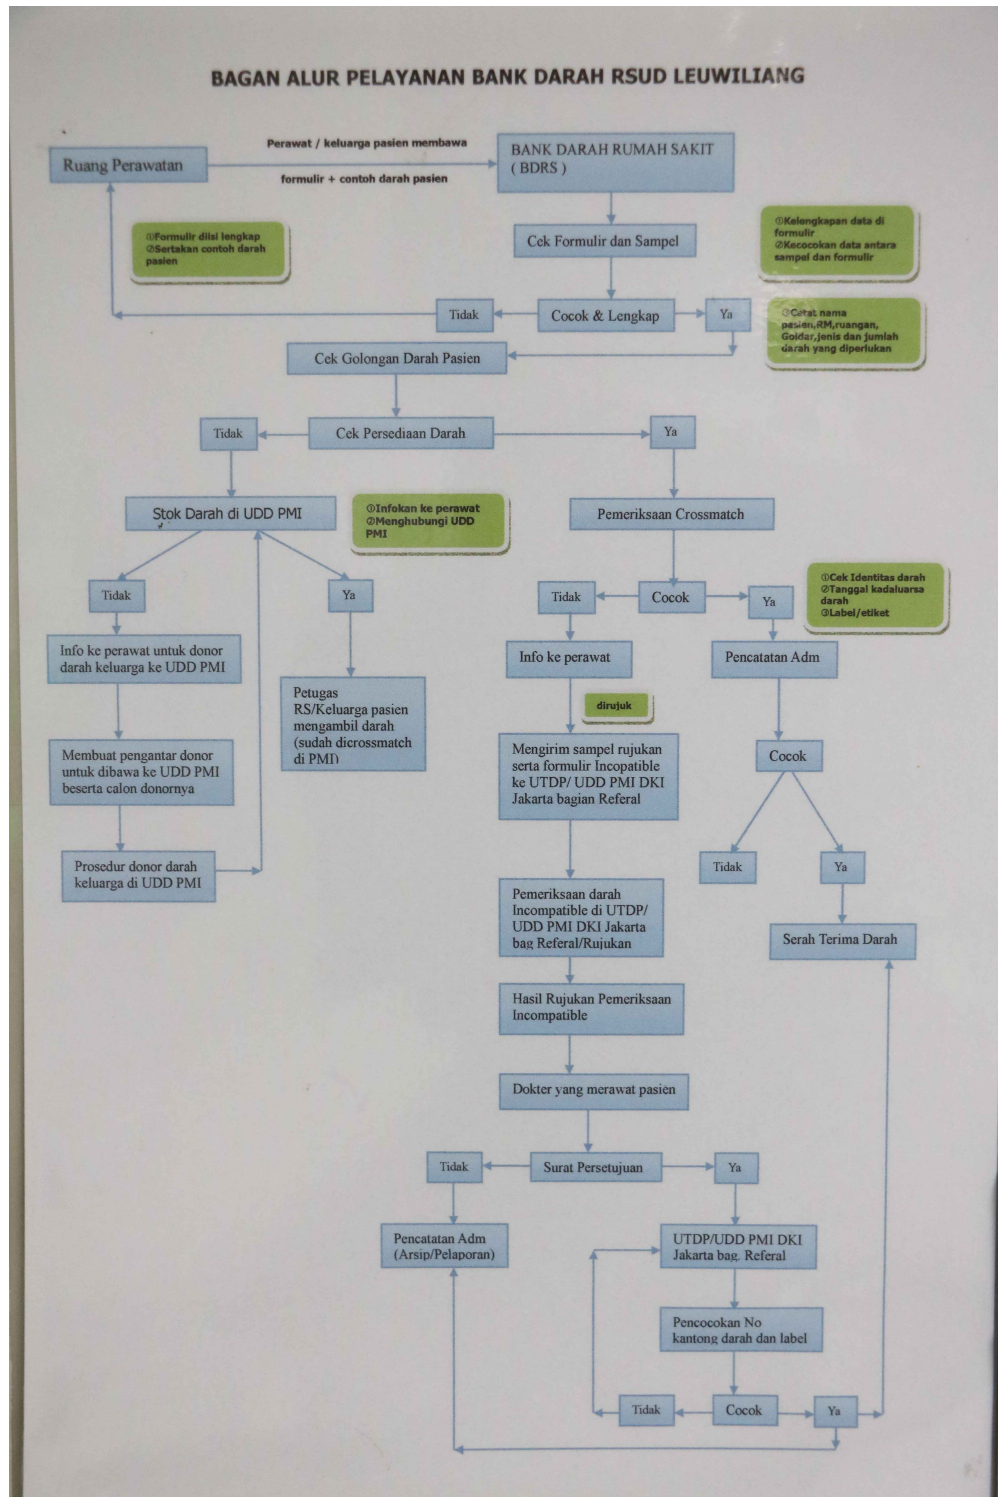 BAGAN ALUR PELAYANAN BANK DARAH RSUD LEUWILIANG
Ruang Perawatan
Perawat / keluarga pasien membawa
formulir + contoh darah pasien
BANK DARAH RUMAH SAKIT
( BDRS )
①Formulir diisi lengkap
②Sertakan contoh darah
pasien
Cek Formulir dan Sampel
①Kelengkapan data di
formulir
②Kecocokan data antara
sampel dan formulir
Tidak
Cocok & Lengkap
Ya
①Catat nama
pasien,RM,ruangan,
Goldar,jenis dan jumlah
darah yang diperlukan
Cek Golongan Darah Pasien
Tidak
Cek Persediaan Darah
Ya
Stok Darah di UDD PMI
①Infokan ke perawat
②Menghubungi UDD
PMI
Pemeriksaan Crossmatch
Tidak
Ya
Tidak
Cocok
Ya
①Cek Identitas darah
②Tanggal kadaluarsa
darah
③Label/etiket
Info ke perawat untuk donor
darah keluarga ke UDD PMI
Petugas
RS/Keluarga pasien
mengambil darah
(sudah dicrossmatch
di PMI)
Info ke perawat
Pencatatan Adm
dirujuk
Membuat pengantar donor
untuk dibawa ke UDD PMI
beserta calon donornya
Mengirim sampel rujukan
serta formulir Incopatible
ke UTDP/ UDD PMI DKI
Jakarta bagian Referal
Cocok
Prosedur donor darah
keluarga di UDD PMI
Tidak
Ya
Pemeriksaan darah
Incompatible di UTDP/
UDD PMI DKI Jakarta
bag Referal/Rujukan
Serah Terima Darah
Hasil Rujukan Pemeriksaan
Incompatible
Dokter yang merawat pasien
Tidak
Surat Persetujuan
Ya
Pencatatan Adm
(Arsip/Pelaporan)
UTDP/UDD PMI DKI
Jakarta bag. Referal
Pencocokan No
kantong darah dan label
Tidak
Cocok
Ya